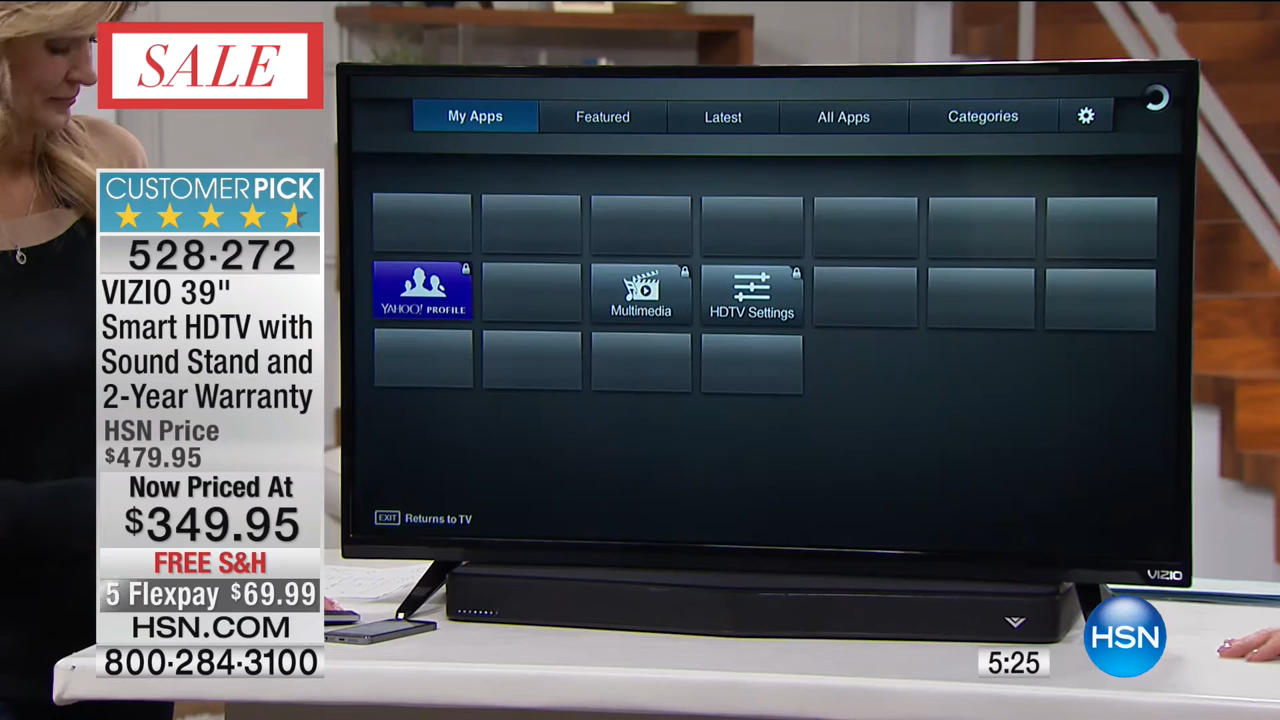 SALE
CUSTOMER PICK
528·272
VIZIO 39"
Smart HDTV with
Sound Stand and
2-Year Warranty
HSN Price
$479.95
Now Priced At
$349.95
FREE S&H
5 Flexpay $69.99
HSN.COM
800·284·3100
My Apps Featured Latest All Apps Categories
YAHOO! PROFILE
Multimedia
HDTV Settings
EXIT Returns to TV
VIZIO
HSN
5:25